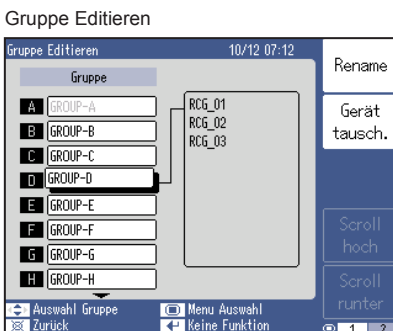 Gruppe Editieren
Gruppe Editieren 10/12 07:12
Gruppe
A GROUP-A
B GROUP-B
C GROUP-C
D GROUP-D
E GROUP-E
F GROUP-F
G GROUP-G
H GROUP-H
RCG_01
RCG_02
RCG_03
Rename
Gerät
tausch.
Scroll
hoch
Scroll
runter
Auswahl Gruppe
Menu Auswahl
Zurück
Keine Funktion
1 2